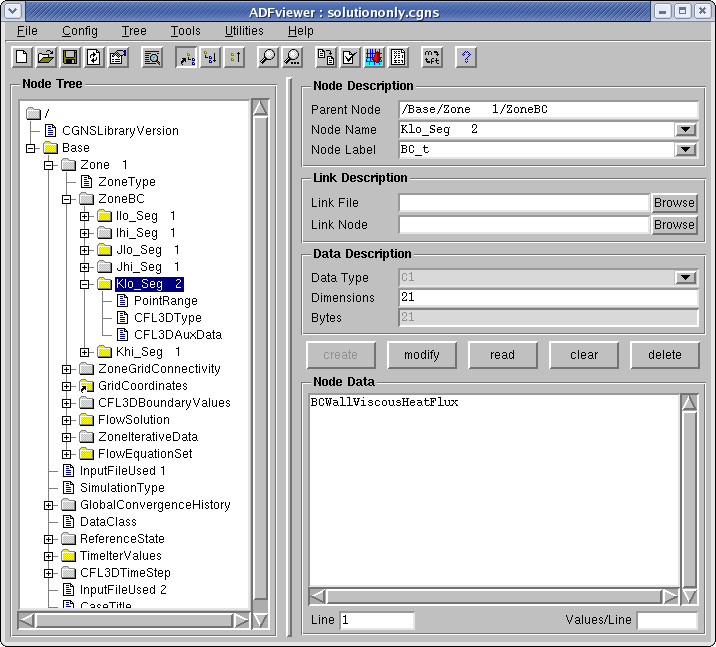 ADFviewer : solutiononly.cgns
File Config Tree Tools Utilities Help
Node Tree
/
CGNSLibraryVersion
Base
Zone 1
ZoneType
ZoneBC
Ilo_Seg 1
Ihi_Seg 1
Jlo_Seg 1
Jhi_Seg 1
Klo_Seg 2
PointRange
CFL3DType
CFL3DAuxData
Khi_Seg 1
ZoneGridConnectivity
GridCoordinates
CFL3DBoundaryValues
FlowSolution
ZoneIterativeData
FlowEquationSet
InputFileUsed 1
SimulationType
GlobalConvergenceHistory
DataClass
ReferenceState
TimeIterValues
CFL3DTimeStep
InputFileUsed 2
CaseTitle
Node Description
Parent Node /Base/Zone 1/ZoneBC
Node Name Klo_Seg 2
Node Label BC_t
Link Description
Link File Browse
Link Node Browse
Data Description
Data Type C1
Dimensions 21
Bytes 21
create modify read clear delete
Node Data
BCWallViscousHeatFlux
Line 1 Values/Line